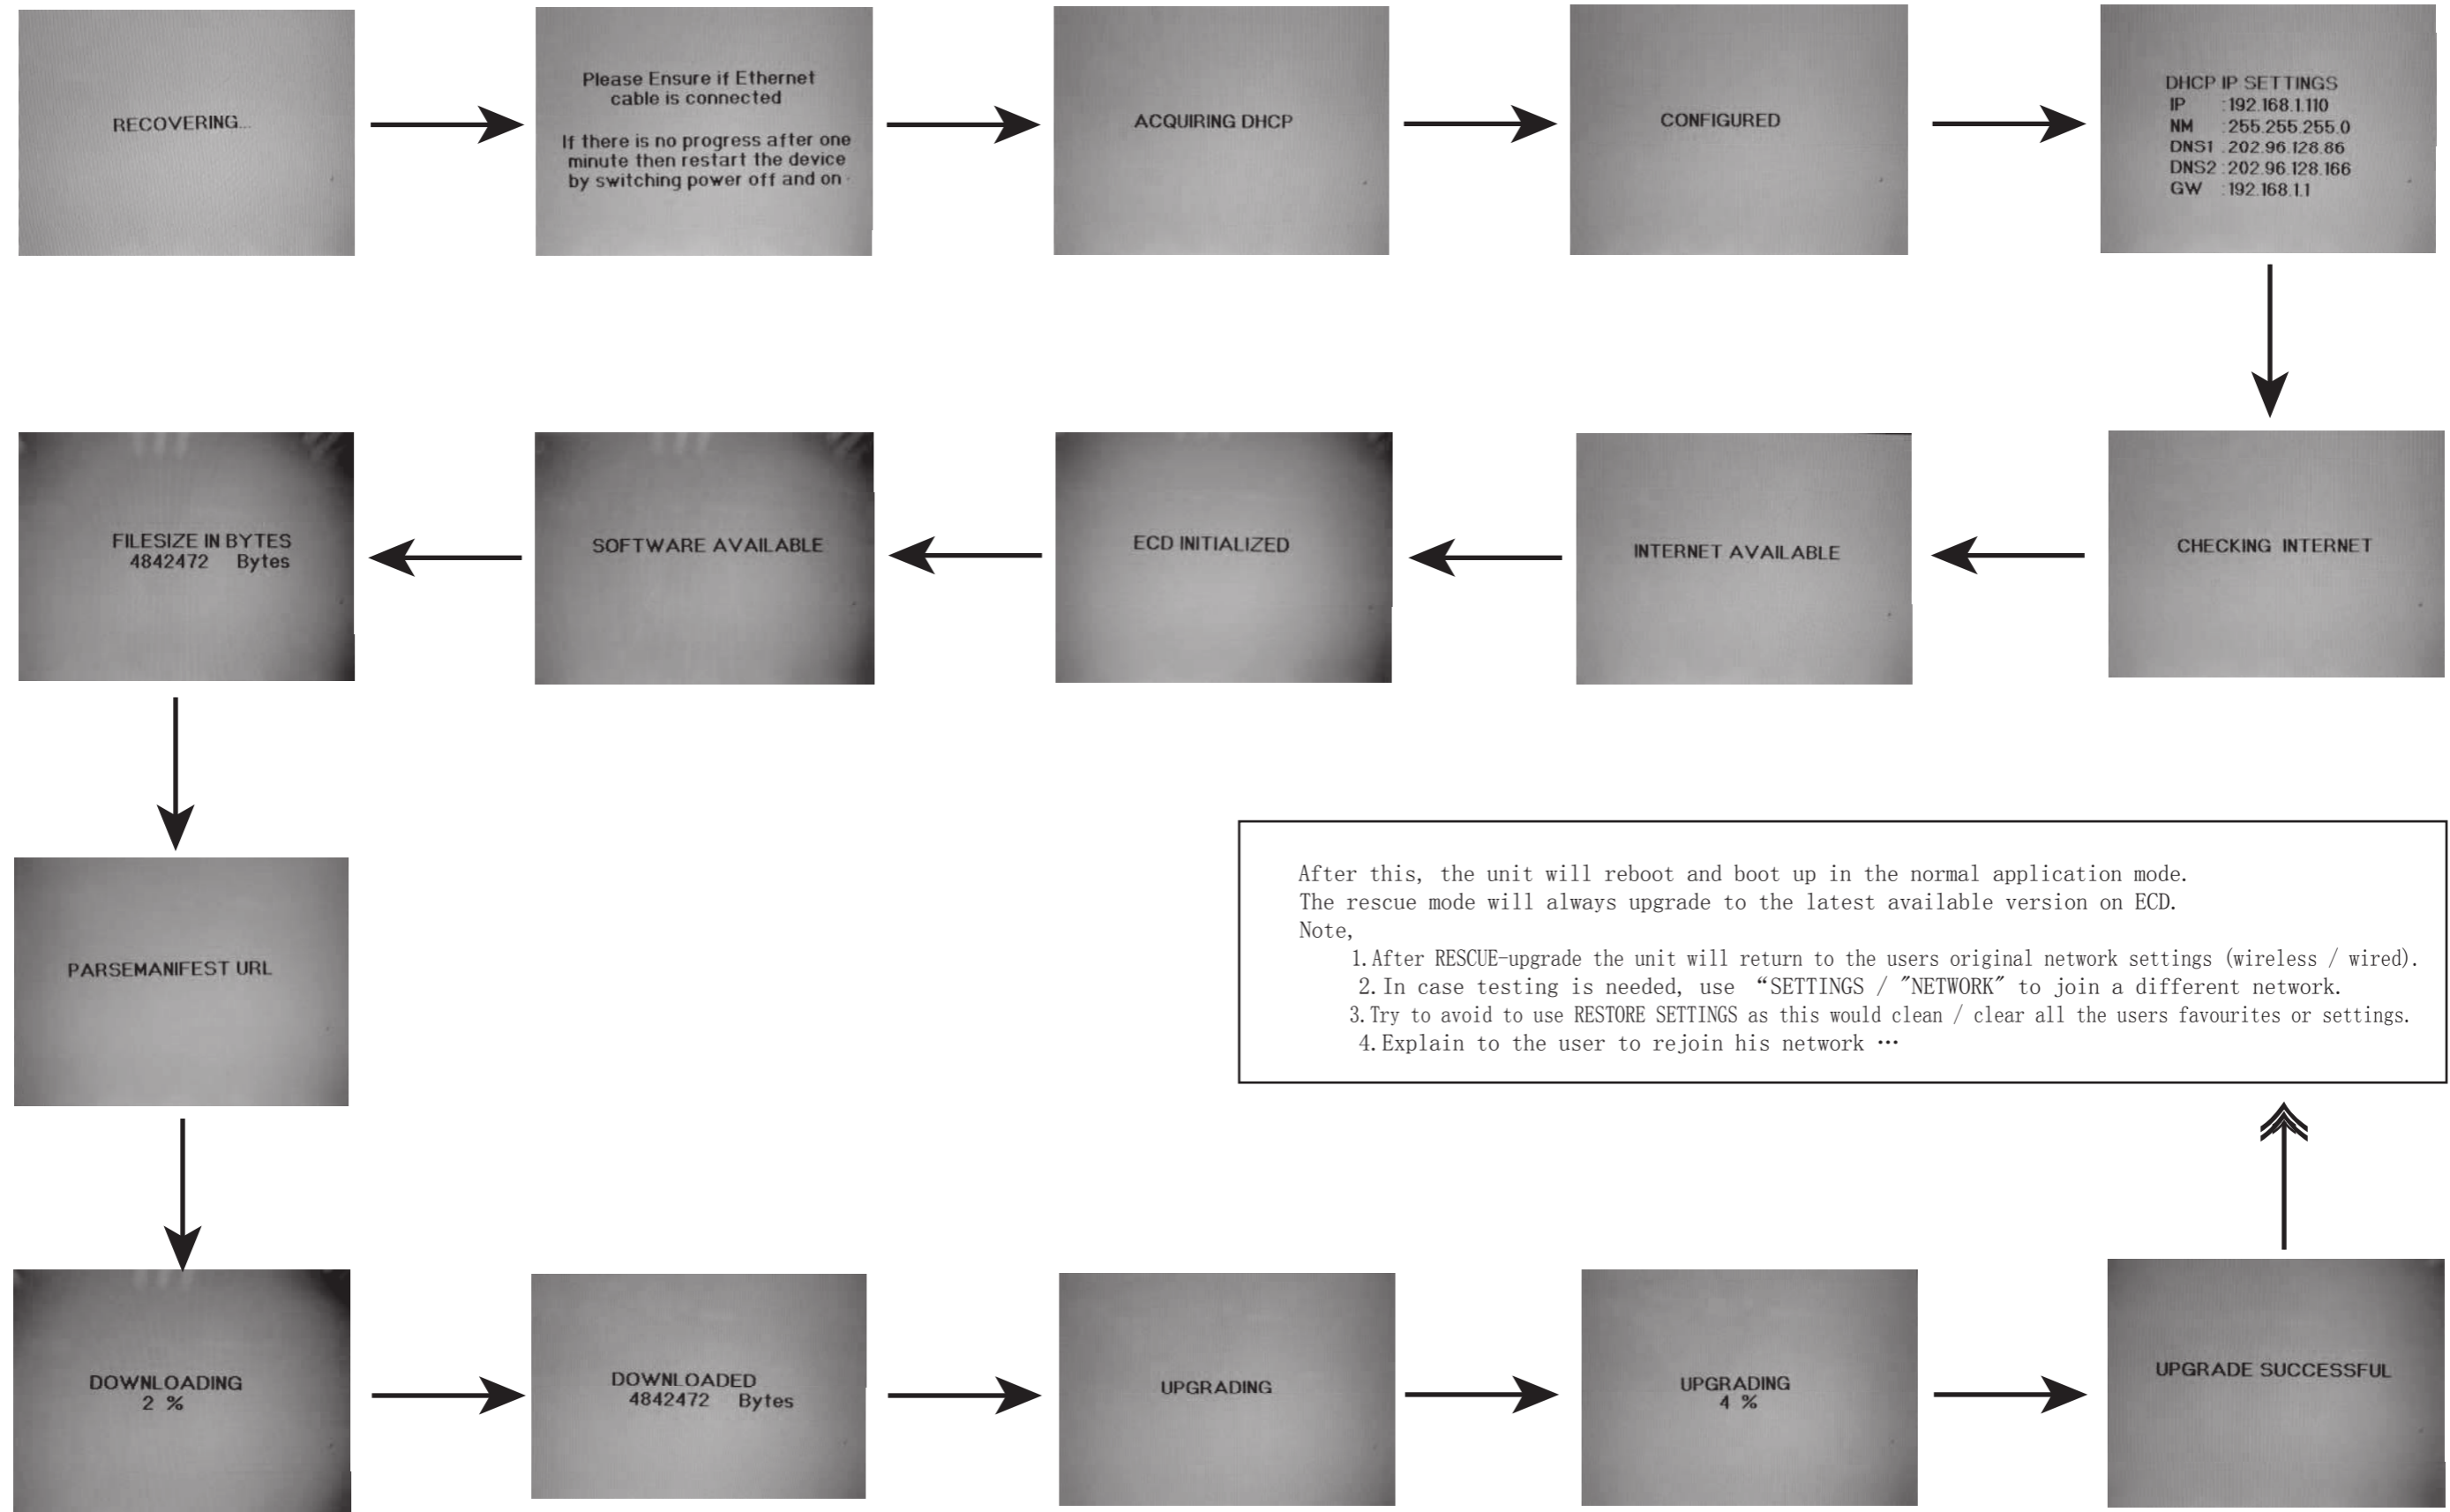 RECOVERING...
Please Ensure if Ethernet
cable is connected
If there is no progress after one
minute then restart the device
by switching power off and on
ACQUIRING DHCP
CONFIGURED
DHCP IP SETTINGS
IP :192.168.1.110
NM :255.255.255.0
DNS1 :202.96.128.86
DNS2 :202.96.128.166
GW :192.168.1.1
CHECKING INTERNET
INTERNET AVAILABLE
ECD INITIALIZED
SOFTWARE AVAILABLE
FILESIZE IN BYTES
4842472 Bytes
PARSEMANIFEST URL
DOWNLOADING
2 %
DOWNLOADED
4842472 Bytes
UPGRADING
UPGRADING
4 %
UPGRADE SUCCESSFUL
After this, the unit will reboot and boot up in the normal application mode.
The rescue mode will always upgrade to the latest available version on ECD.
Note,
1. After RESCUE-upgrade the unit will return to the users original network settings (wireless / wired).
2. In case testing is needed, use “SETTINGS / "NETWORK" to join a different network.
3. Try to avoid to use RESTORE SETTINGS as this would clean / clear all the users favourites or settings.
4. Explain to the user to rejoin his network …